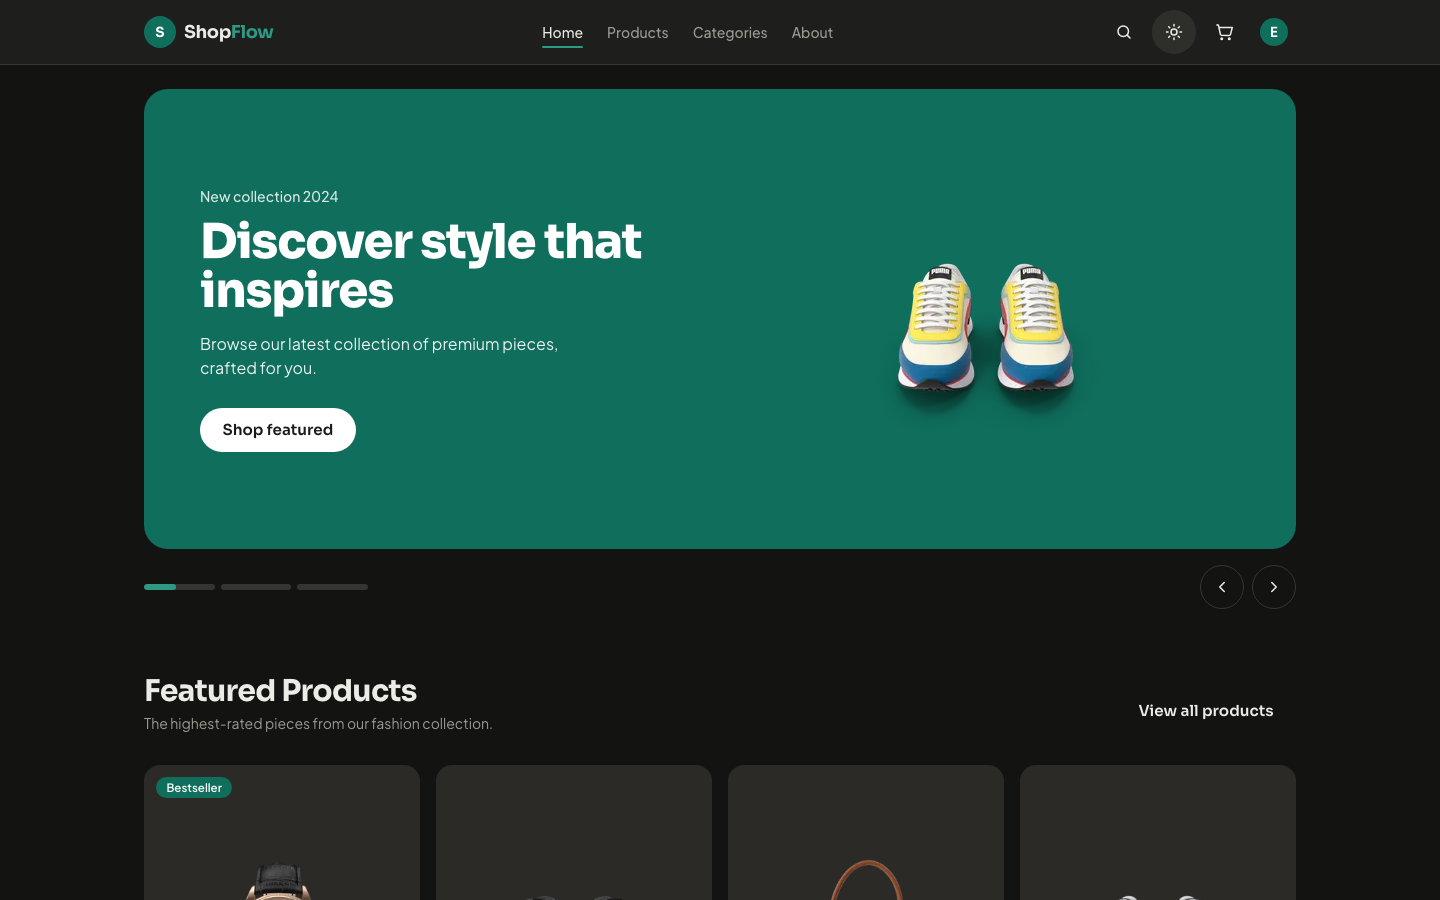 S ShopFlow
Home Products Categories About
E
New collection 2024
Discover style that
inspires
Browse our latest collection of premium pieces,
crafted for you.
Shop featured
PUMA PUMA
Featured Products
The highest-rated pieces from our fashion collection.
View all products
Bestseller